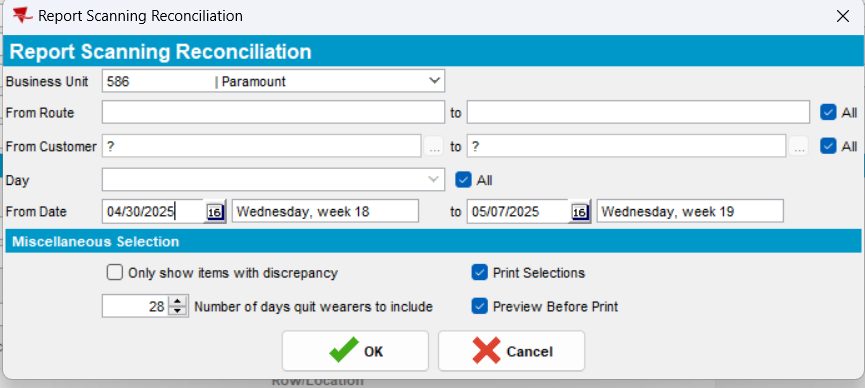 Report Scanning Reconciliation
Report Scanning Reconciliation
Business Unit 586 | Paramount
From Route to All
From Customer ? ... to ? ... All
Day All
From Date 04/30/2025 16 Wednesday, week 18 to 05/07/2025 16 Wednesday, week 19
Miscellaneous Selection
Only show items with discrepancy Print Selections
28 Number of days quit wearers to include Preview Before Print
OK Cancel
Row/Location